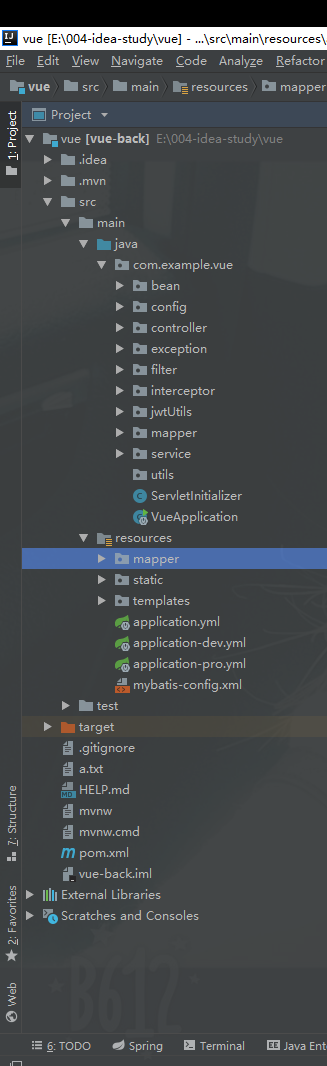 vue [E:\004-idea-study\vue] - ...\src\main\resources\
File Edit View Navigate Code Analyze Refactor
vue src main resources mapper
1: Project
Project
vue [vue-back] E:\004-idea-study\vue
.idea
.mvn
src
main
java
com.example.vue
bean
config
controller
exception
filter
interceptor
jwtUtils
mapper
service
utils
ServletInitializer
VueApplication
resources
mapper
static
templates
application.yml
application-dev.yml
application-pro.yml
mybatis-config.xml
test
target
.gitignore
a.txt
HELP.md
mvnw
mvnw.cmd
pom.xml
vue-back.iml
External Libraries
Scratches and Consoles
7: Structure
2: Favorites
Web
B612
6: TODO Spring Terminal Java Ent